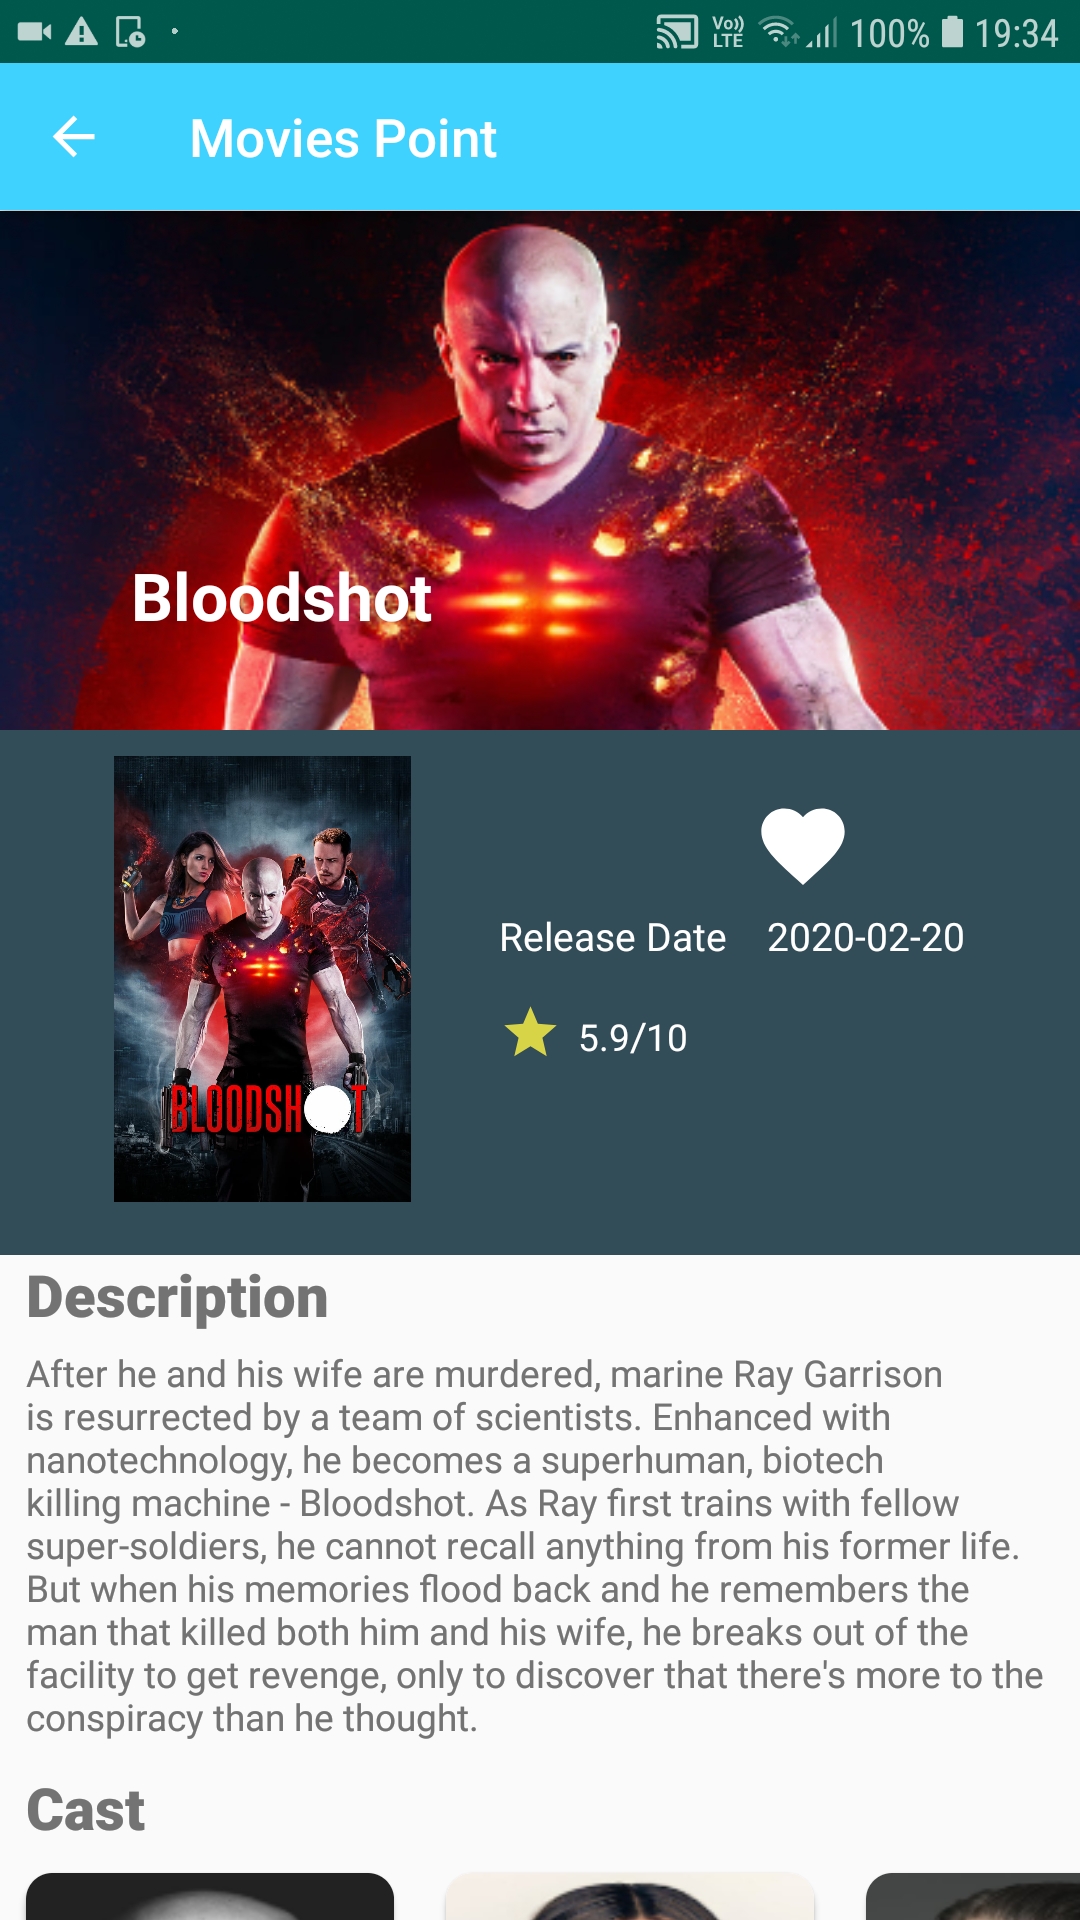 Vo)) LTE 100% 19:34
Movies Point
Bloodshot
Release Date 2020-02-20
5.9/10
BLOODSHOT
Description
After he and his wife are murdered, marine Ray Garrison
is resurrected by a team of scientists. Enhanced with
nanotechnology, he becomes a superhuman, biotech
killing machine - Bloodshot. As Ray first trains with fellow
super-soldiers, he cannot recall anything from his former life.
But when his memories flood back and he remembers the
man that killed both him and his wife, he breaks out of the
facility to get revenge, only to discover that there's more to the
conspiracy than he thought.
Cast